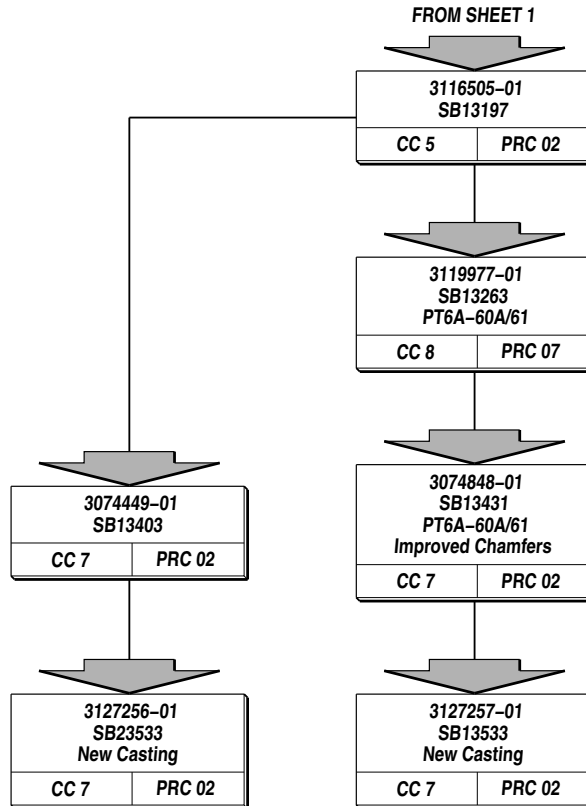 FROM SHEET 1
3116505–01
SB13197
CC 5 PRC 02
3119977–01
SB13263
PT6A–60A/61
CC 8 PRC 07
3074449–01
SB13403
CC 7 PRC 02
3074848–01
SB13431
PT6A–60A/61
Improved Chamfers
CC 7 PRC 02
3127256–01
SB23533
New Casting
CC 7 PRC 02
3127257–01
SB13533
New Casting
CC 7 PRC 02